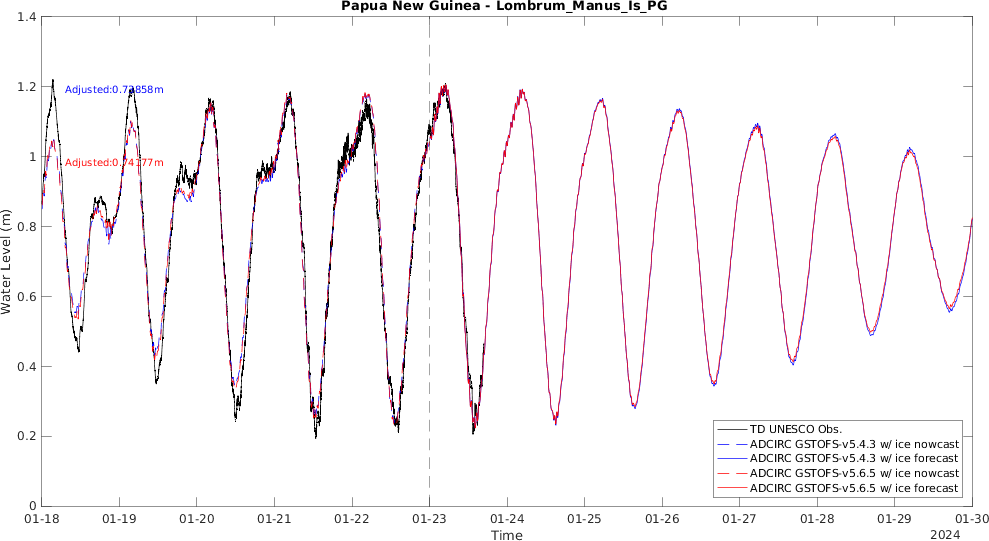 Papua New Guinea - Lombrum_Manus_Is_PG
1.4
1.2
1
0.8
0.6
0.4
0.2
0
Water Level (m)
Adjusted:0.73858m
Adjusted:0.74177m
TD UNESCO Obs.
ADCIRC GSTOFS-v5.4.3 w/ ice nowcast
ADCIRC GSTOFS-v5.4.3 w/ ice forecast
ADCIRC GSTOFS-v5.6.5 w/ ice nowcast
ADCIRC GSTOFS-v5.6.5 w/ ice forecast
01-18 01-19 01-20 01-21 01-22 01-23 01-24 01-25 01-26 01-27 01-28 01-29 01-30
Time
2024